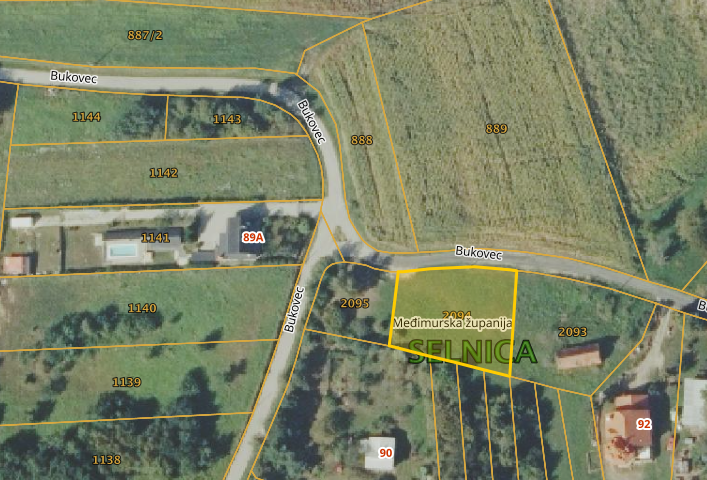 887/2
Bukovec
1144
1143
Bukovec
888
889
1142
1141
89A
Bukovec
2095
2094
Međimurska županija
2093
SELNICA
Bukovec
1140
1139
92
90
1138